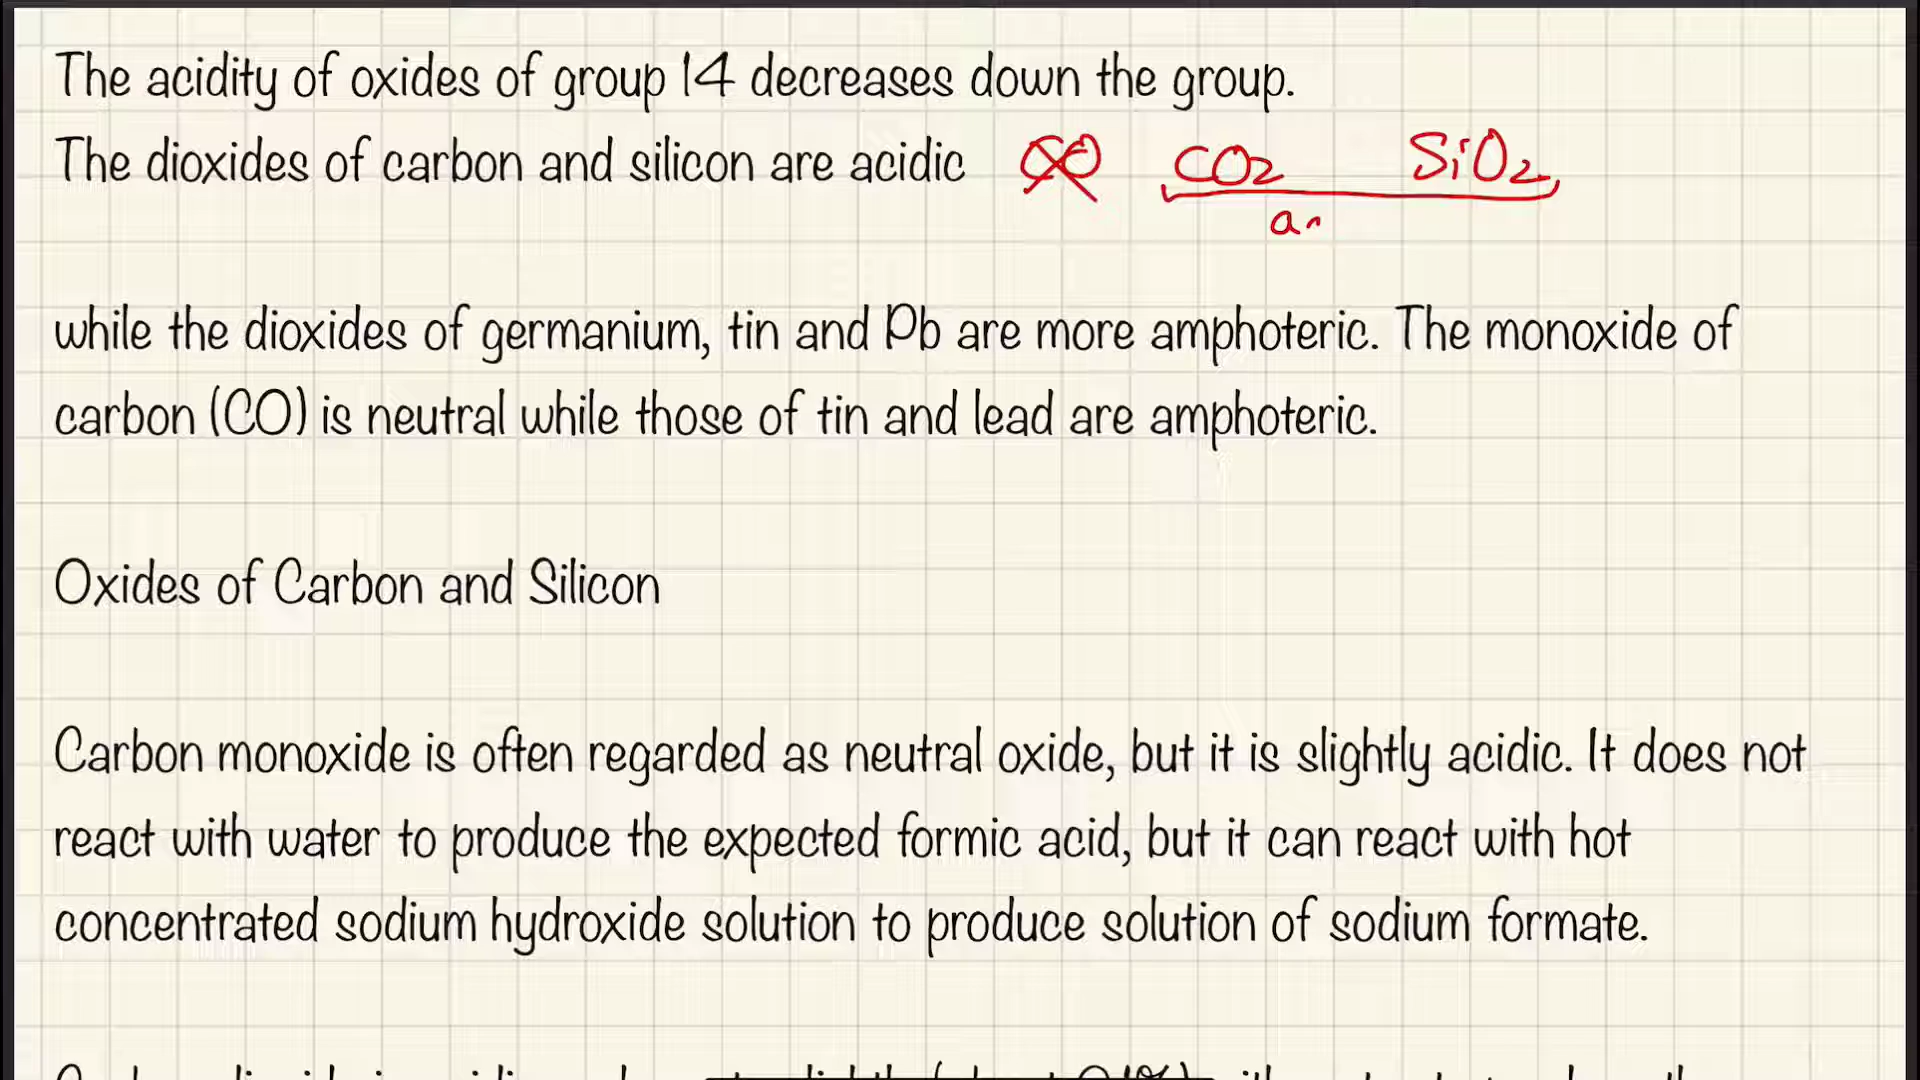 The acidity of oxides of group 14 decreases down the group.
The dioxides of carbon and silicon are acidic CO CO2 SiO2
while the dioxides of germanium, tin and Pb are more amphoteric. The monoxide of
carbon (CO) is neutral while those of tin and lead are amphoteric.
Oxides of Carbon and Silicon
Carbon monoxide is often regarded as neutral oxide, but it is slightly acidic. It does not
react with water to produce the expected formic acid, but it can react with hot
concentrated sodium hydroxide solution to produce solution of sodium formate.